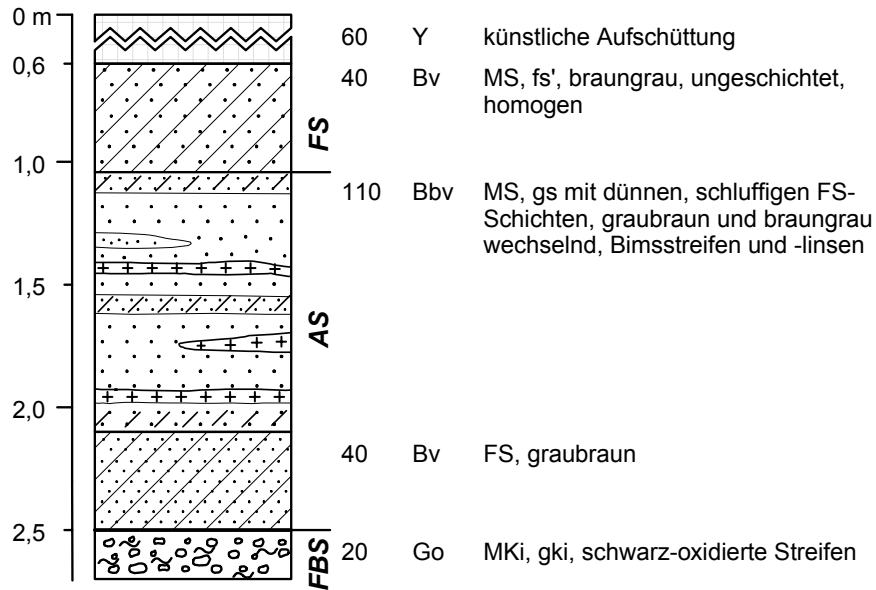 0 m
60 Y künstliche Aufschüttung
0,6
40 Bv MS, fs', braungrau, ungeschichtet,
homogen
FS
1,0
110 Bbv MS, gs mit dünnen, schluffigen FS-
Schichten, graubraun und braungrau
wechselnd, Bimsstreifen und -linsen
1,5
AS
2,0
40 Bv FS, graubraun
2,5
20 Go MKi, gki, schwarz-oxidierte Streifen
FBS